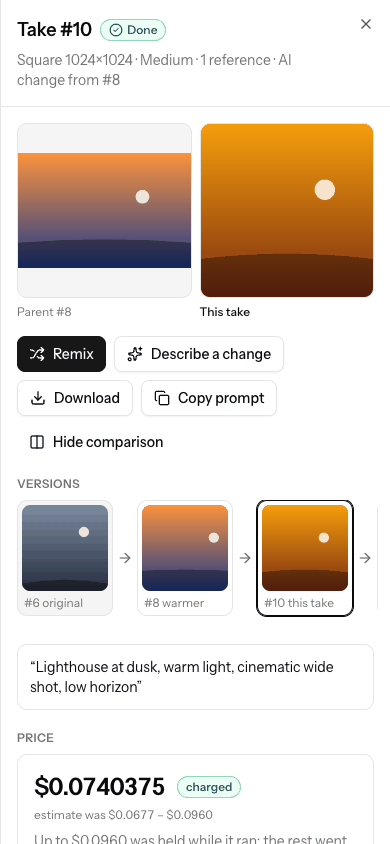 Take #10 Done
Square 1024×1024 · Medium · 1 reference · AI
change from #8
Parent #8 This take
Remix Describe a change
Download Copy prompt
Hide comparison
VERSIONS
#6 original #8 warmer #10 this take
“Lighthouse at dusk, warm light, cinematic wide
shot, low horizon”
PRICE
$0.0740375 charged
estimate was $0.0677 – $0.0960
Up to $0.0960 was held while it ran; the rest went